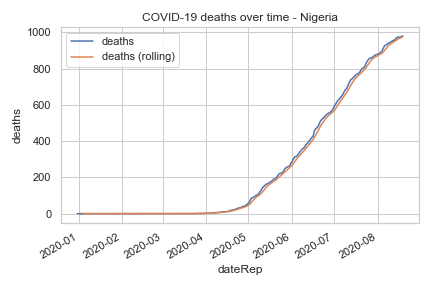 COVID-19 deaths over time - Nigeria
deaths
deaths (rolling)
1000
800
600
400
200
0
deaths
2020-01
2020-02
2020-03
2020-04
2020-05
2020-06
2020-07
2020-08
dateRep